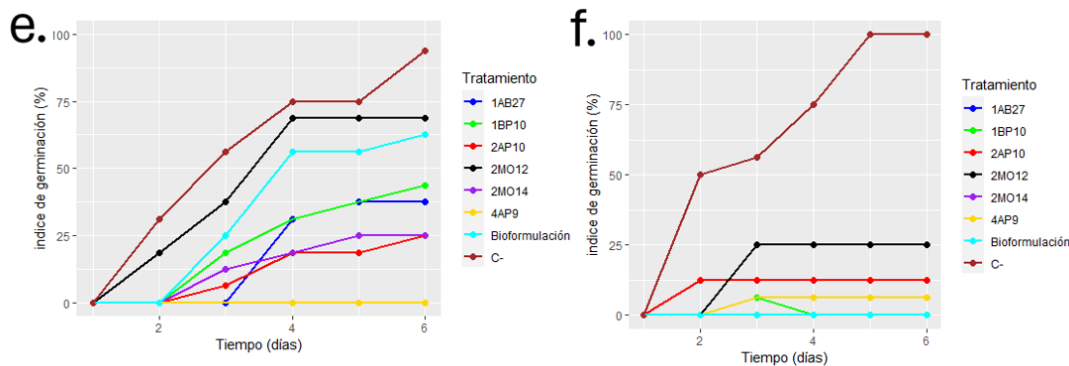 e.
100
75
50
25
0
2
4
6
Tiempo (días)
índice de germinación (%)
Tratamiento
1AB27
1BP10
2AP10
2MO12
2MO14
4AP9
Bioformulación
C-
f.
100
75
50
25
0
2
4
6
Tiempo (días)
índice de germinación (%)
Tratamiento
1AB27
1BP10
2AP10
2MO12
2MO14
4AP9
Bioformulación
C-